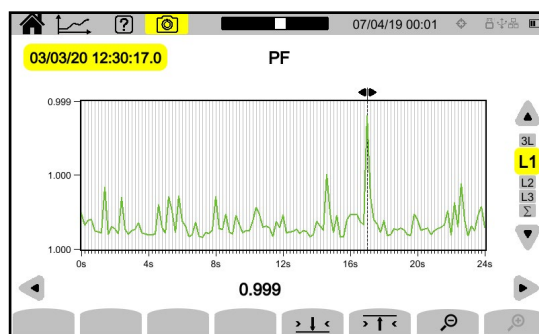 ?
07/04/19 00:01
03/03/20 12:30:17.0
PF
0.999
1.000
1.000
0s 4s 8s 12s 16s 20s 24s
3L
L1
L2
L3
Σ
0.999